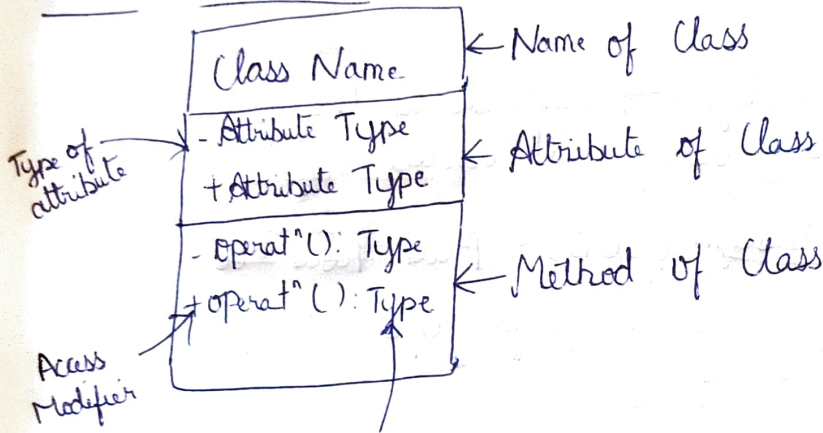 Class Name
← Name of Class
Type of
attribute
- Attribute Type
+ Attribute Type
← Attribute of Class
- operatⁿ(): Type
+ operatⁿ(): Type
← Method of Class
Access
Modifier